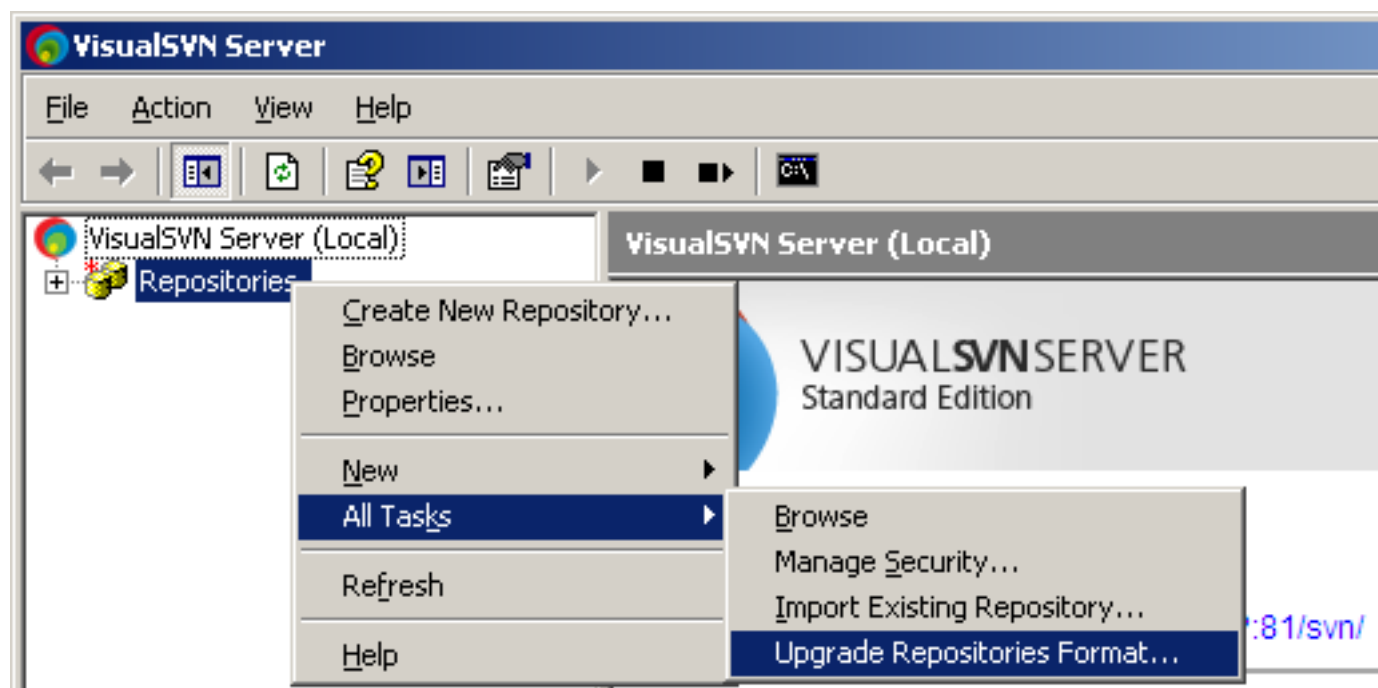 VisualSVN Server
File Action View Help
C:\
VisualSVN Server (Local)
Repositories
VisualSVN Server (Local)
VISUALSVNSERVER
Standard Edition
Create New Repository...
Browse
Properties...
New
All Tasks
Refresh
Help
Browse
Manage Security...
Import Existing Repository...
Upgrade Repositories Format...
:81/svn/